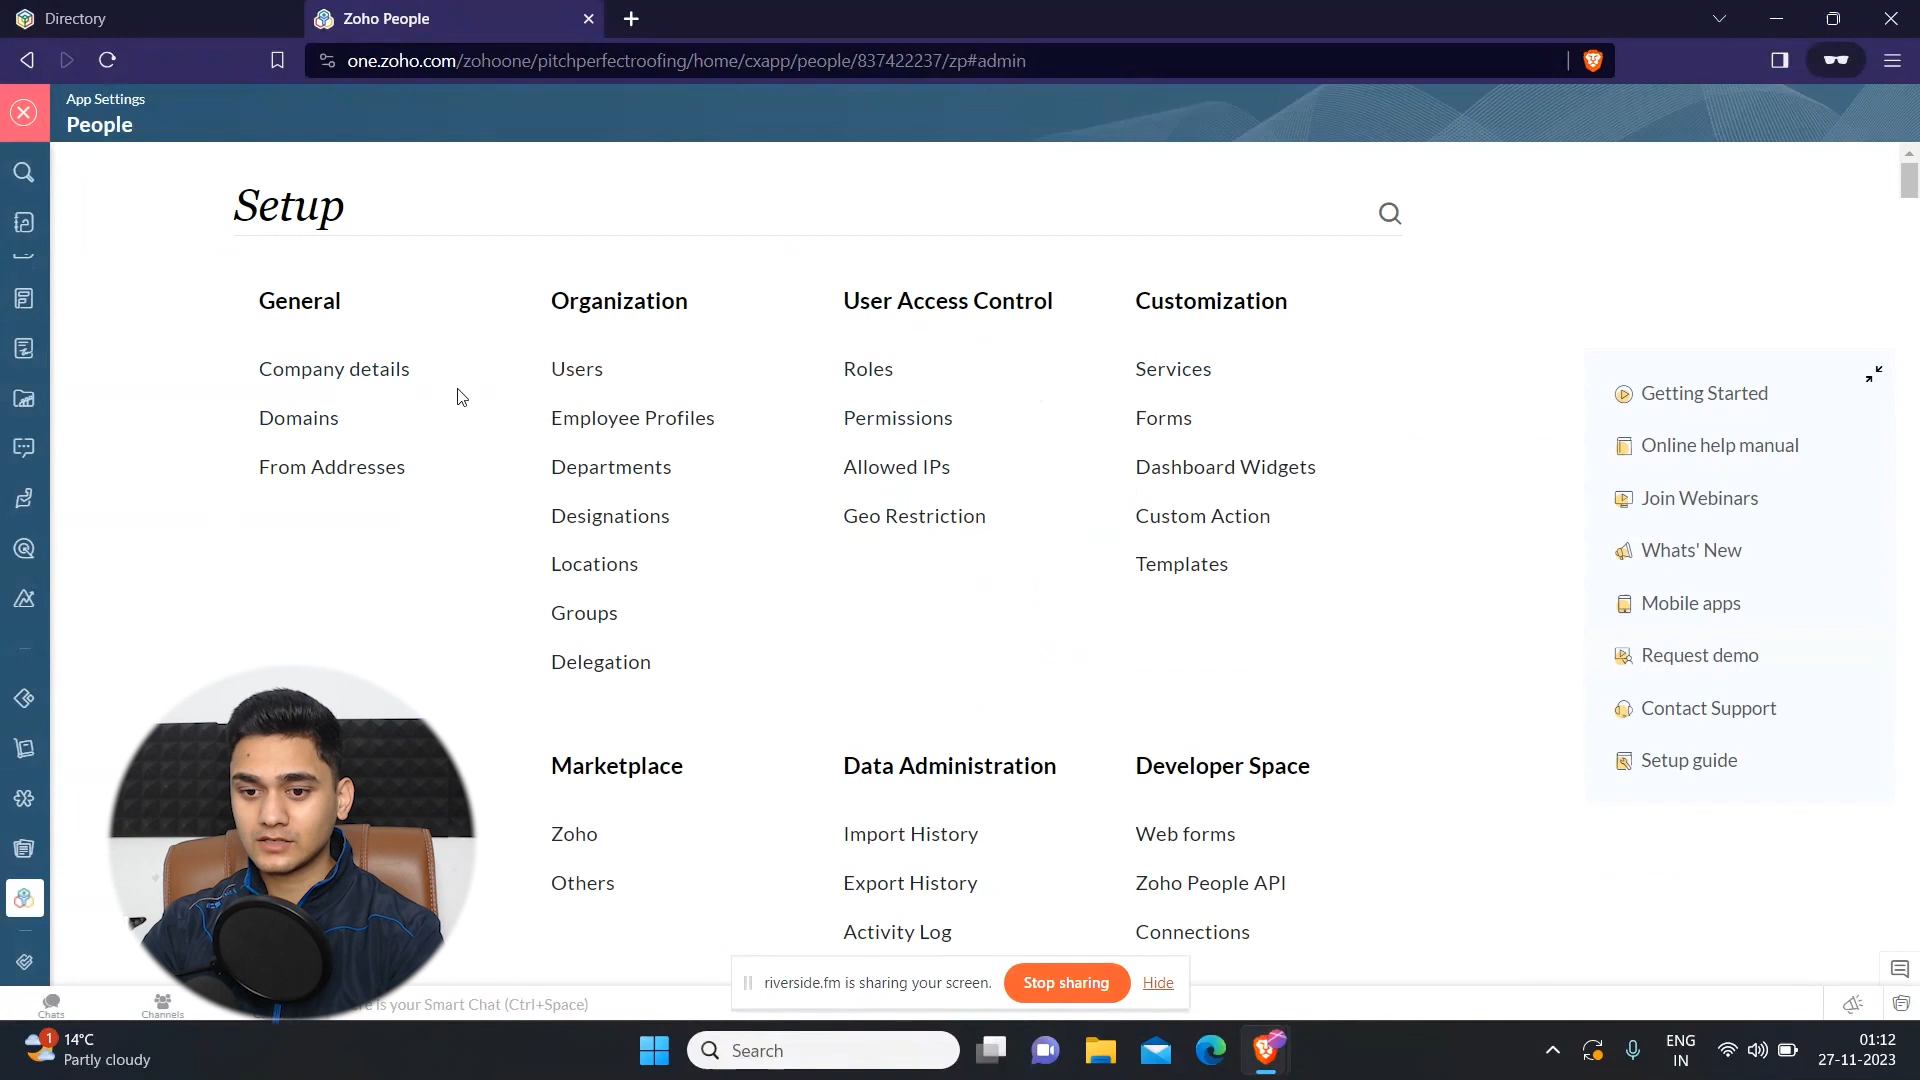 Directory
Zoho People
one.zoho.com/zohoone/pitchperfectroofing/home/cxapp/people/837422237/zp#admin
App Settings
People
Setup
General
Company details
Domains
From Addresses
Organization
Users
Employee Profiles
Departments
Designations
Locations
Groups
Delegation
User Access Control
Roles
Permissions
Allowed IPs
Geo Restriction
Customization
Services
Forms
Dashboard Widgets
Custom Action
Templates
Getting Started
Online help manual
Join Webinars
Whats' New
Mobile apps
Request demo
Contact Support
Setup guide
Marketplace
Zoho
Others
Data Administration
Import History
Export History
Activity Log
Developer Space
Web forms
Zoho People API
Connections
riverside.fm is sharing your screen.
Stop sharing
Hide
Chats
Channels
is your Smart Chat (Ctrl+Space)
1
14°C
Partly cloudy
Search
ENG
IN
01:12
27-11-2023